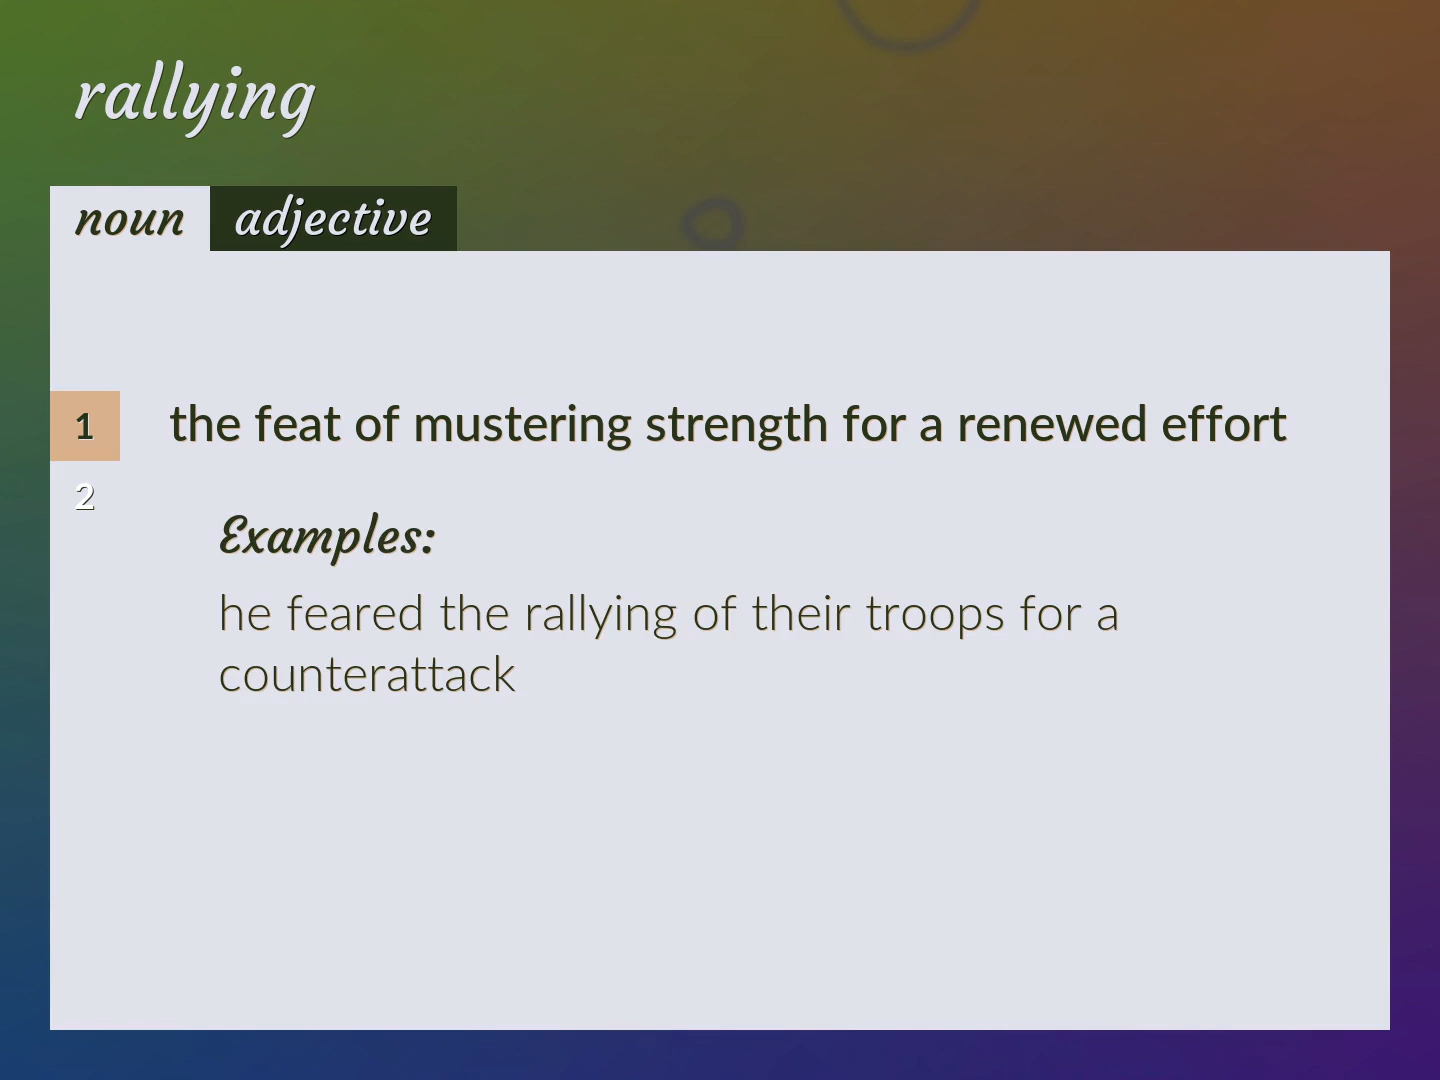 rallying
noun adjective
1 the feat of mustering strength for a renewed effort
2
Examples:
he feared the rallying of their troops for a
counterattack